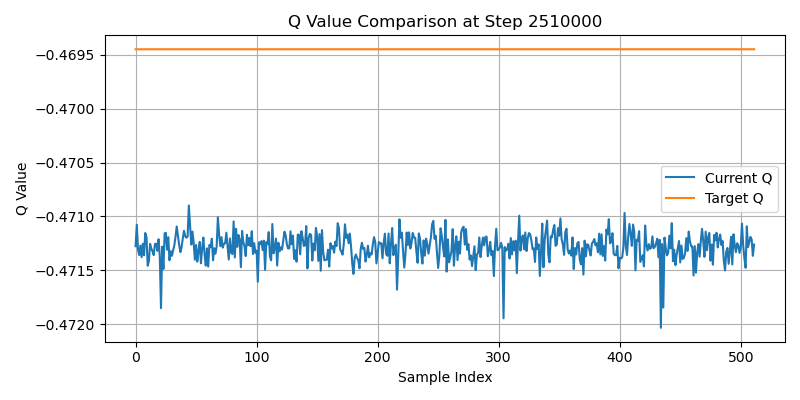 Q Value Comparison at Step 2510000
−0.4695
−0.4700
−0.4705
−0.4710
−0.4715
−0.4720
Q Value
Current Q
Target Q
0 100 200 300 400 500
Sample Index